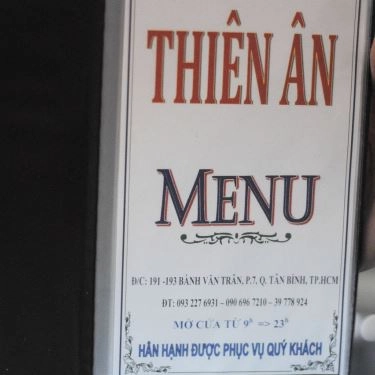 THIÊN ÂN
MENU
Đ/C: 191 -193 BÀNH VĂN TRÂN, P.7, Q. TÂN BÌNH, TP.HCM
ĐT: 093 227 6931 – 090 696 7210 – 39 778 924
MỞ CỬA TỪ 9h => 23h
HÂN HẠNH ĐƯỢC PHỤC VỤ QUÝ KHÁCH